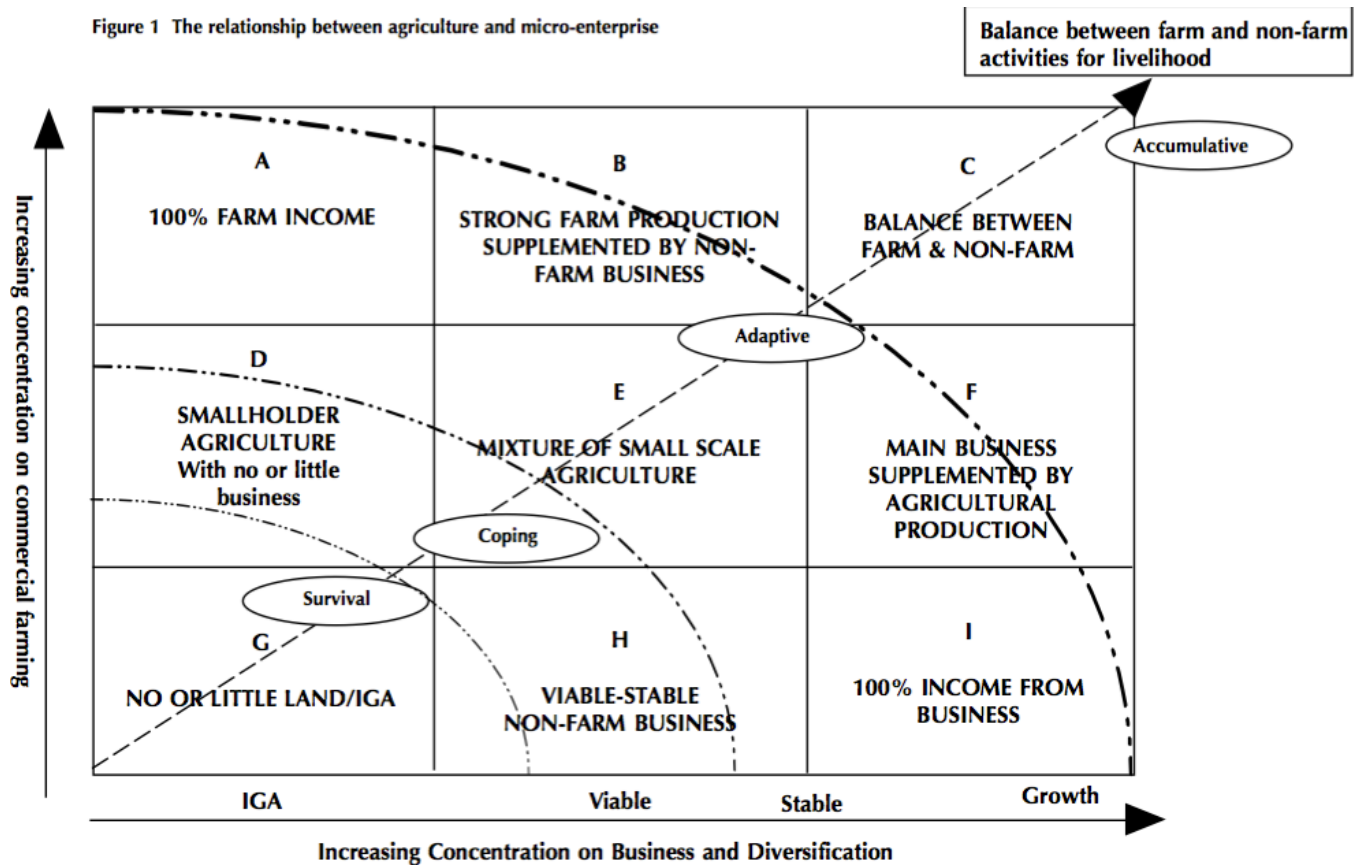 Figure 1 The relationship between agriculture and micro-enterprise
Balance between farm and non-farm
activities for livelihood
Accumulative
A
100% FARM INCOME
B
STRONG FARM PRODUCTION
SUPPLEMENTED BY NON-
FARM BUSINESS
C
BALANCE BETWEEN
FARM & NON-FARM
Adaptive
D
SMALLHOLDER
AGRICULTURE
With no or little
business
E
MIXTURE OF SMALL SCALE
AGRICULTURE
F
MAIN BUSINESS
SUPPLEMENTED BY
AGRICULTURAL
PRODUCTION
Coping
Survival
G
NO OR LITTLE LAND/IGA
H
VIABLE-STABLE
NON-FARM BUSINESS
I
100% INCOME FROM
BUSINESS
Increasing concentration on commercial farming
IGA
Viable
Stable
Growth
Increasing Concentration on Business and Diversification